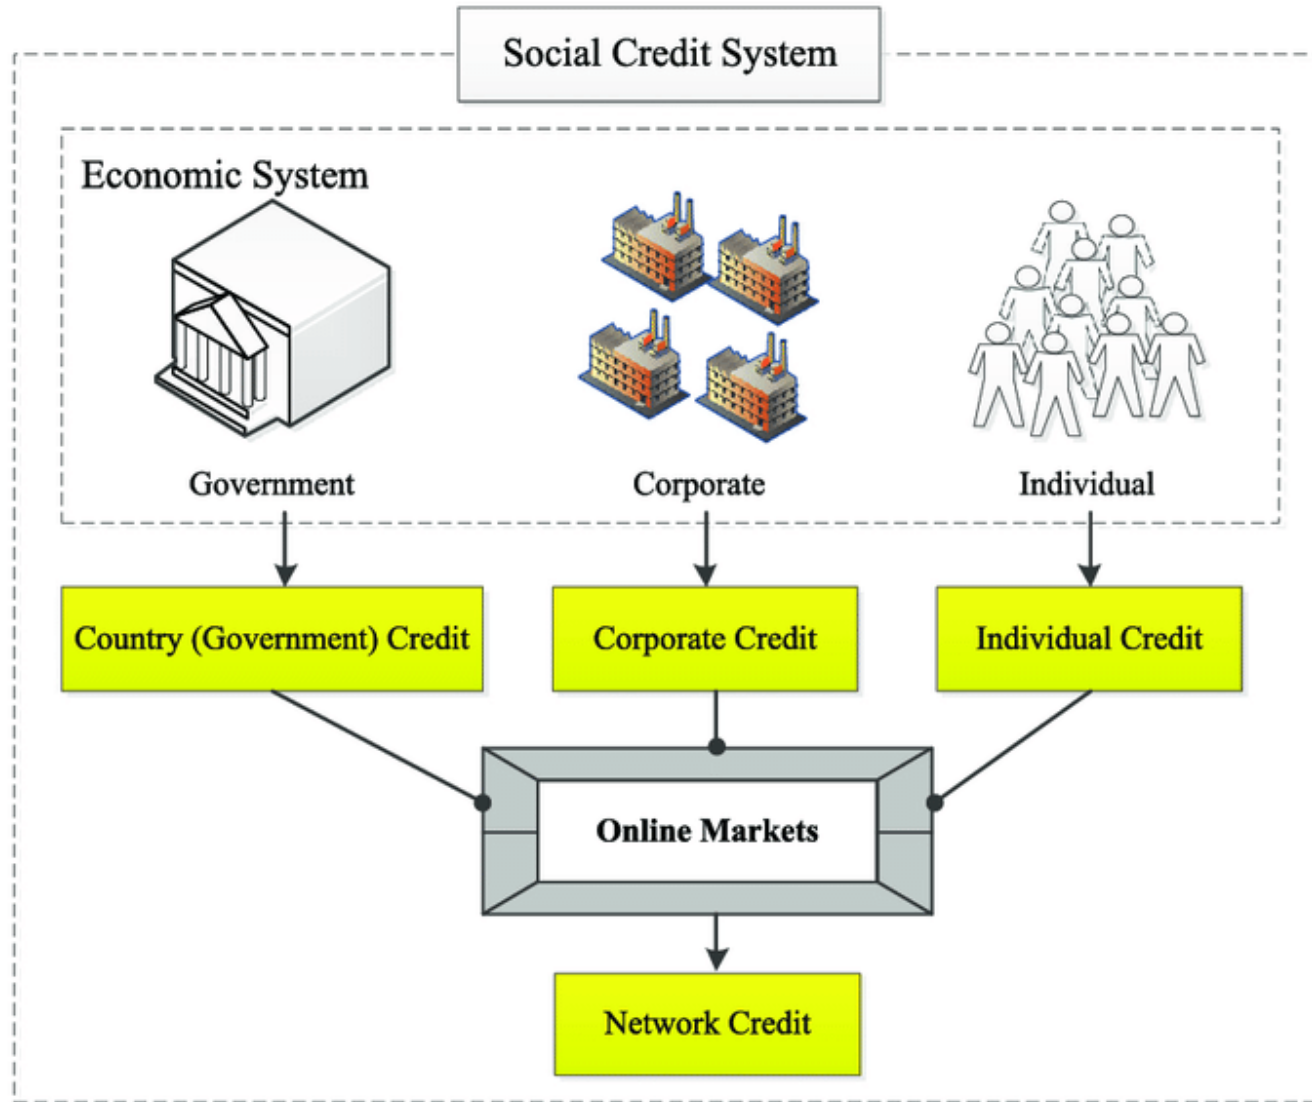 Social Credit System
Economic System
Government
Corporate
Individual
Country (Government) Credit
Corporate Credit
Individual Credit
Online Markets
Network Credit